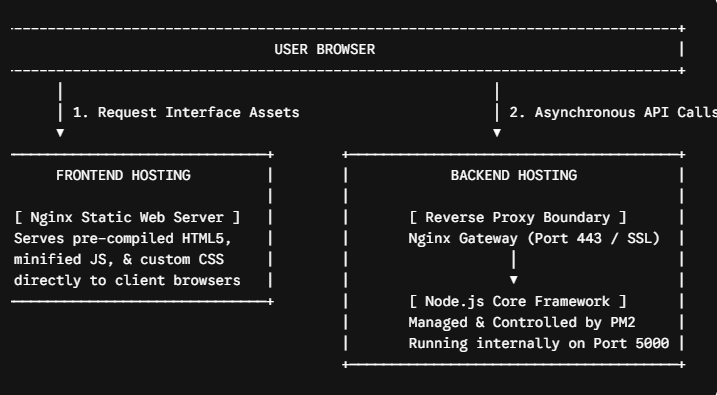 USER BROWSER
1. Request Interface Assets
2. Asynchronous API Calls
FRONTEND HOSTING
[ Nginx Static Web Server ]
Serves pre-compiled HTML5,
minified JS, & custom CSS
directly to client browsers
BACKEND HOSTING
[ Reverse Proxy Boundary ]
Nginx Gateway (Port 443 / SSL)
[ Node.js Core Framework ]
Managed & Controlled by PM2
Running internally on Port 5000